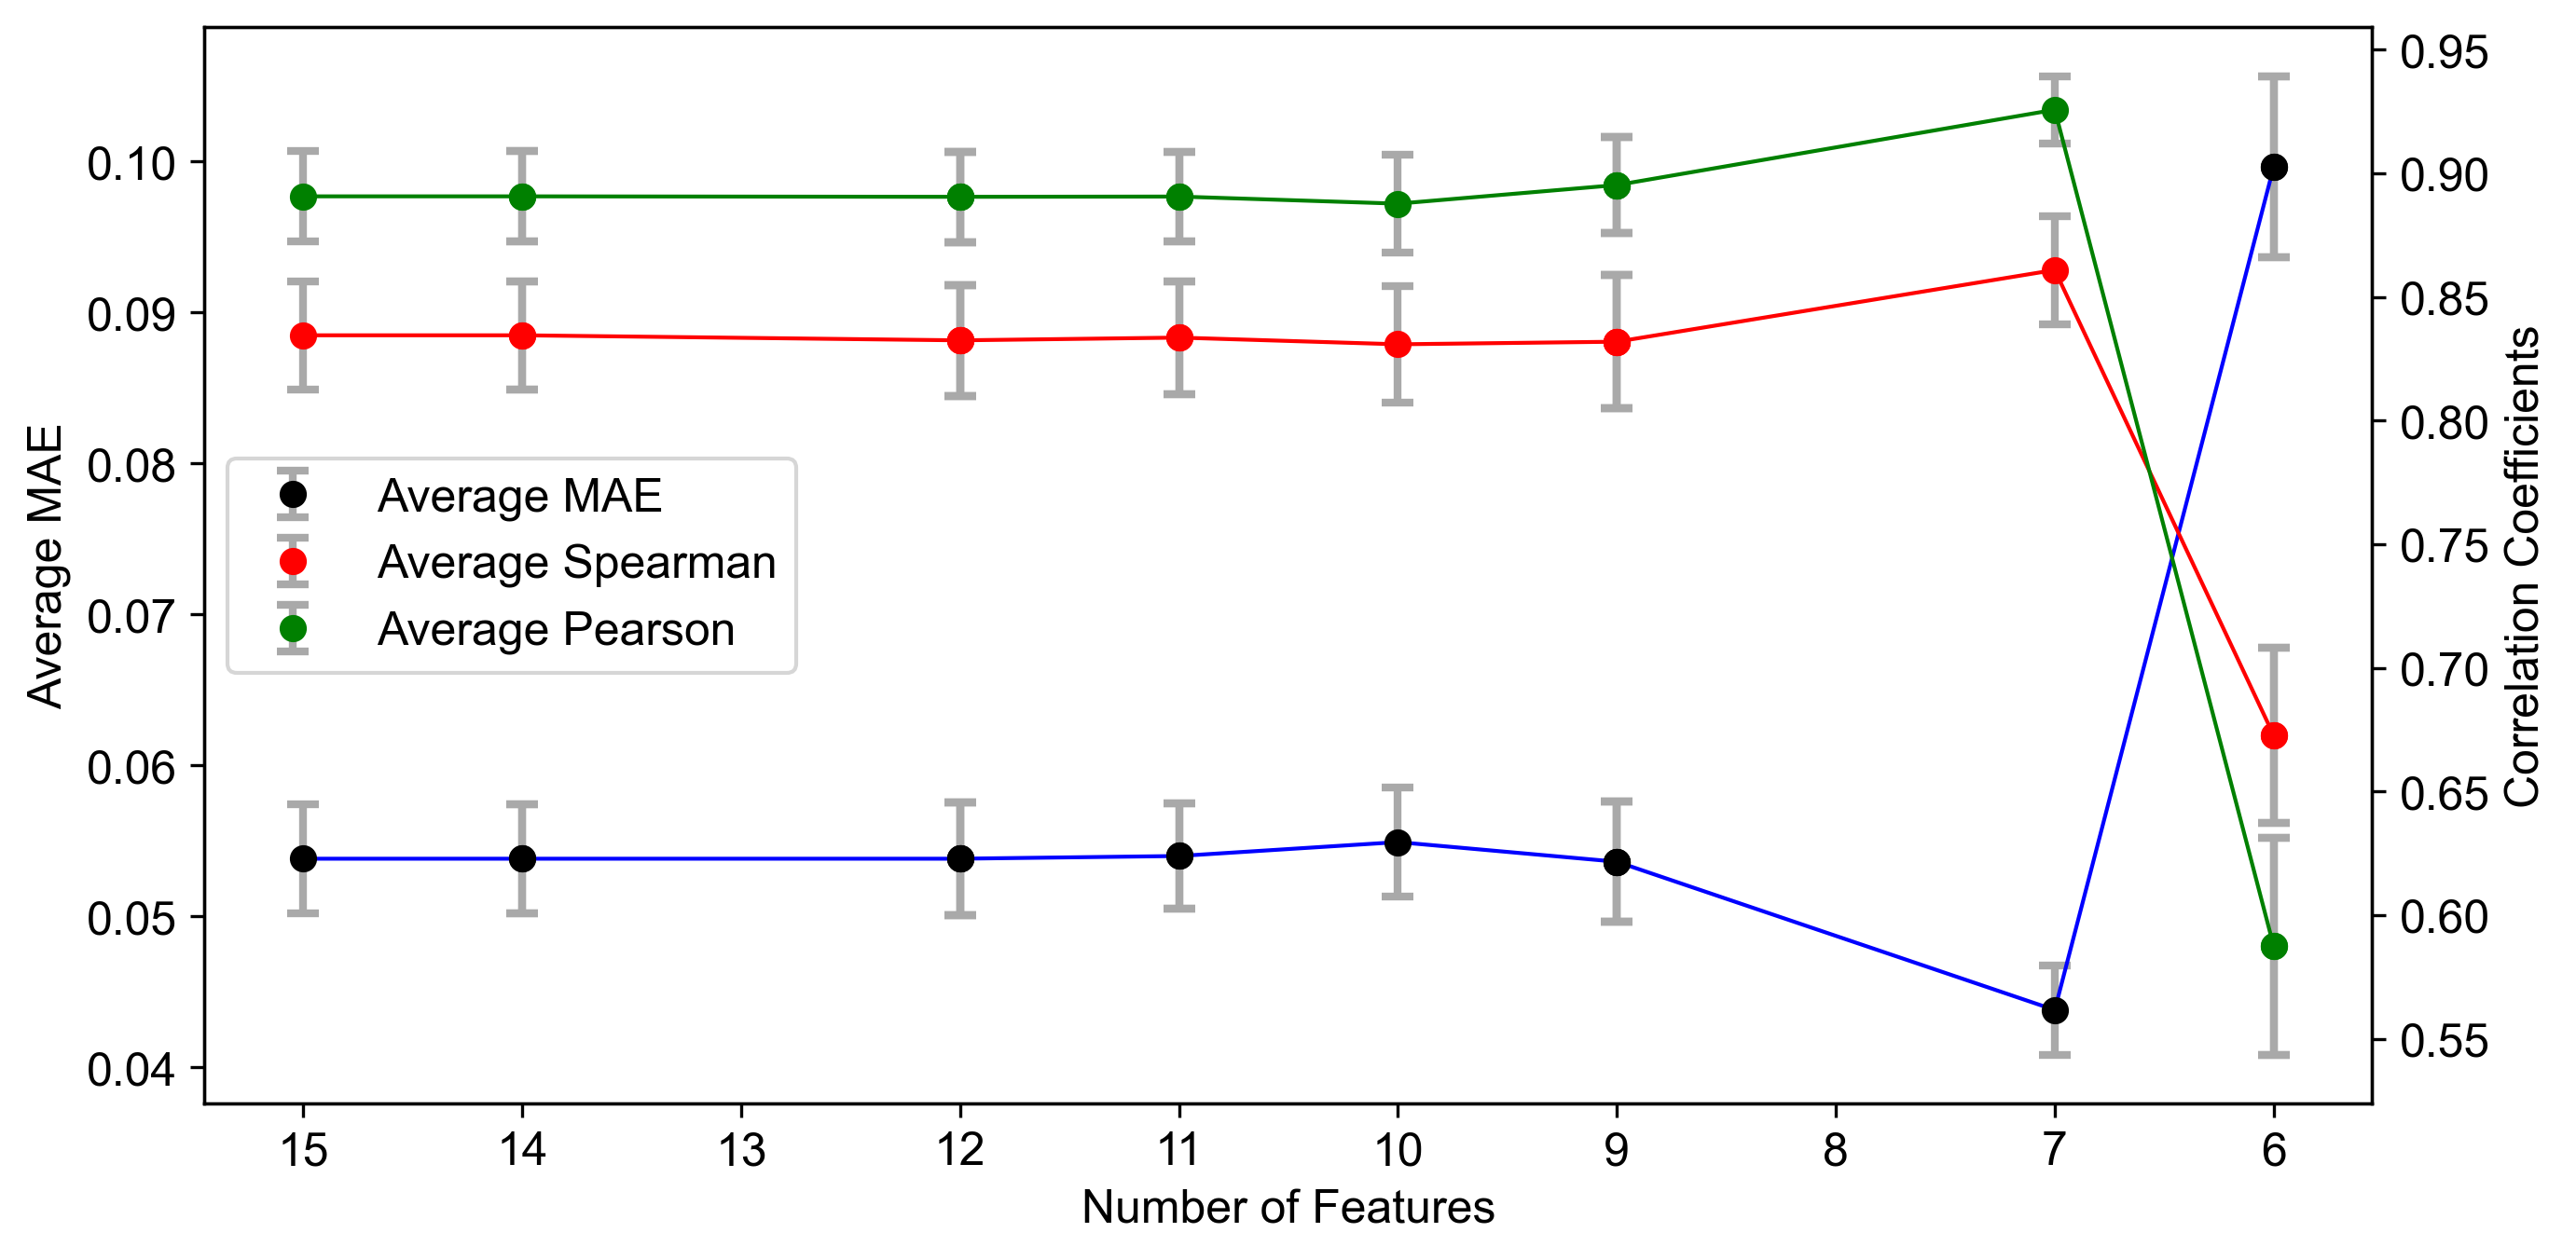 0.10
0.09
0.08
0.07
0.06
0.05
0.04
Average MAE
0.95
0.90
0.85
0.80
0.75
0.70
0.65
0.60
0.55
Correlation Coefficients
Average MAE
Average Spearman
Average Pearson
15 14 13 12 11 10 9 8 7 6
Number of Features